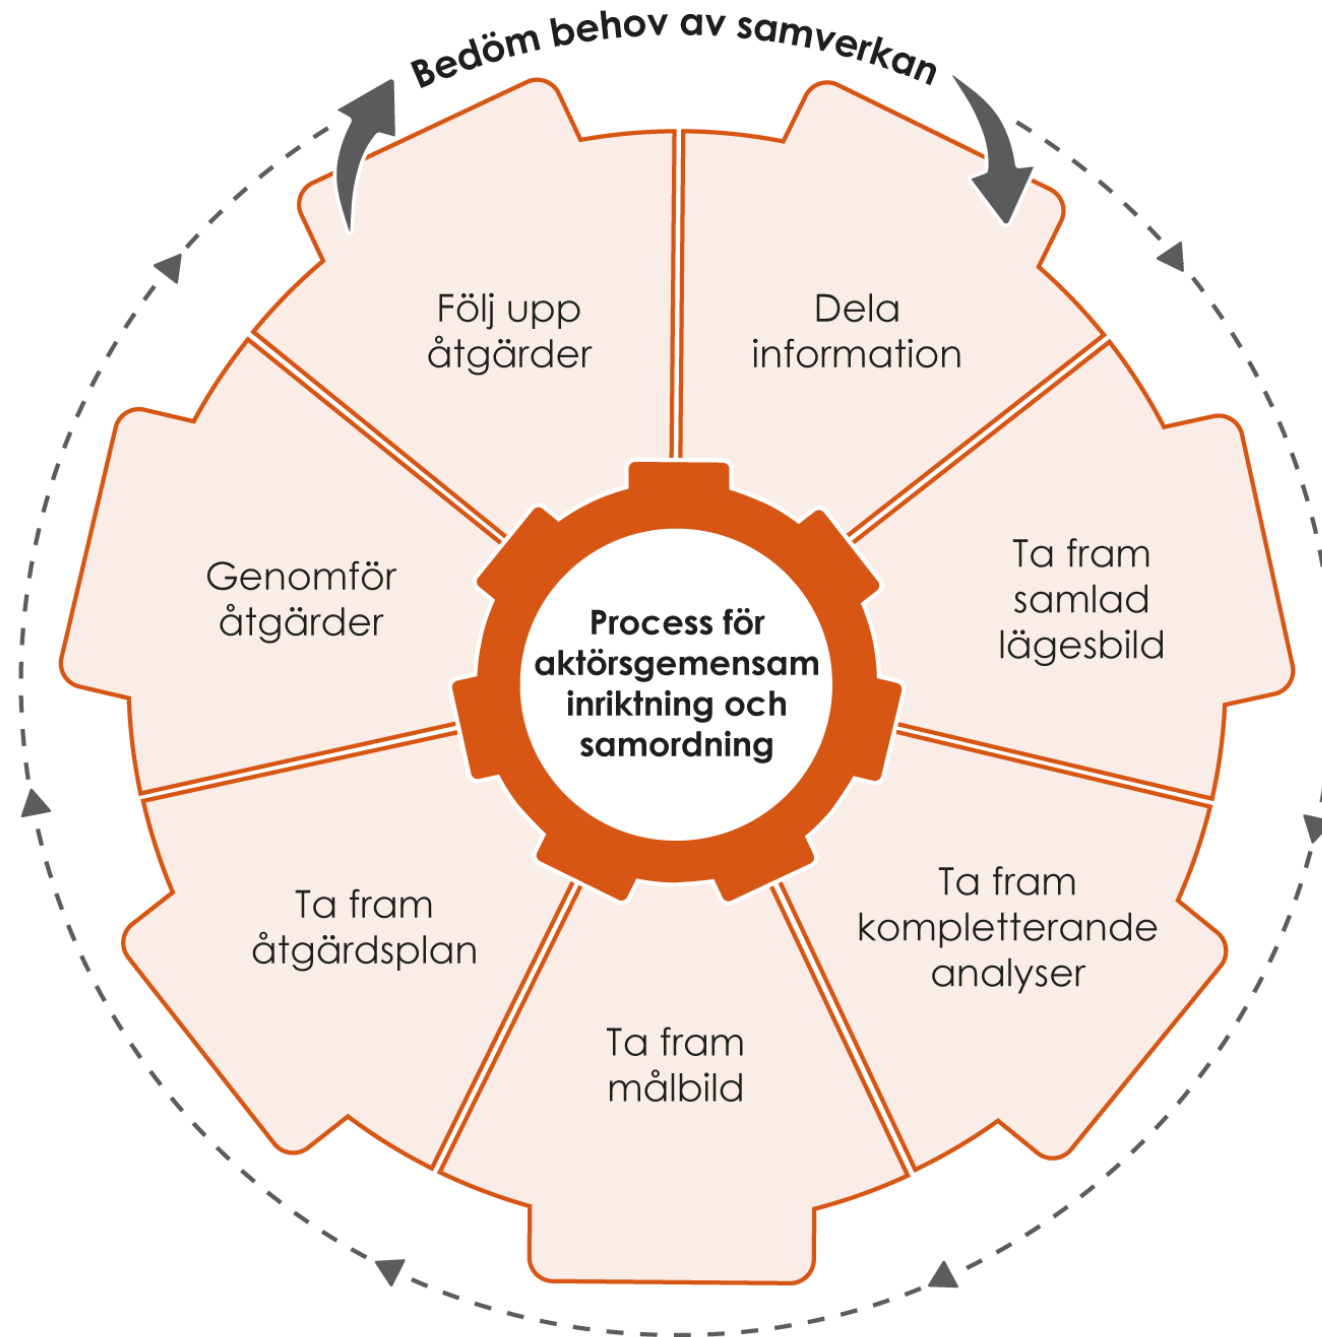 Bedöm behov av samverkan
Dela
information
Ta fram
samlad
lägesbild
Ta fram
kompletterande
analyser
Ta fram
målbild
Ta fram
åtgärdsplan
Genomför
åtgärder
Följ upp
åtgärder
Process för
aktörsgemensam
inriktning och
samordning